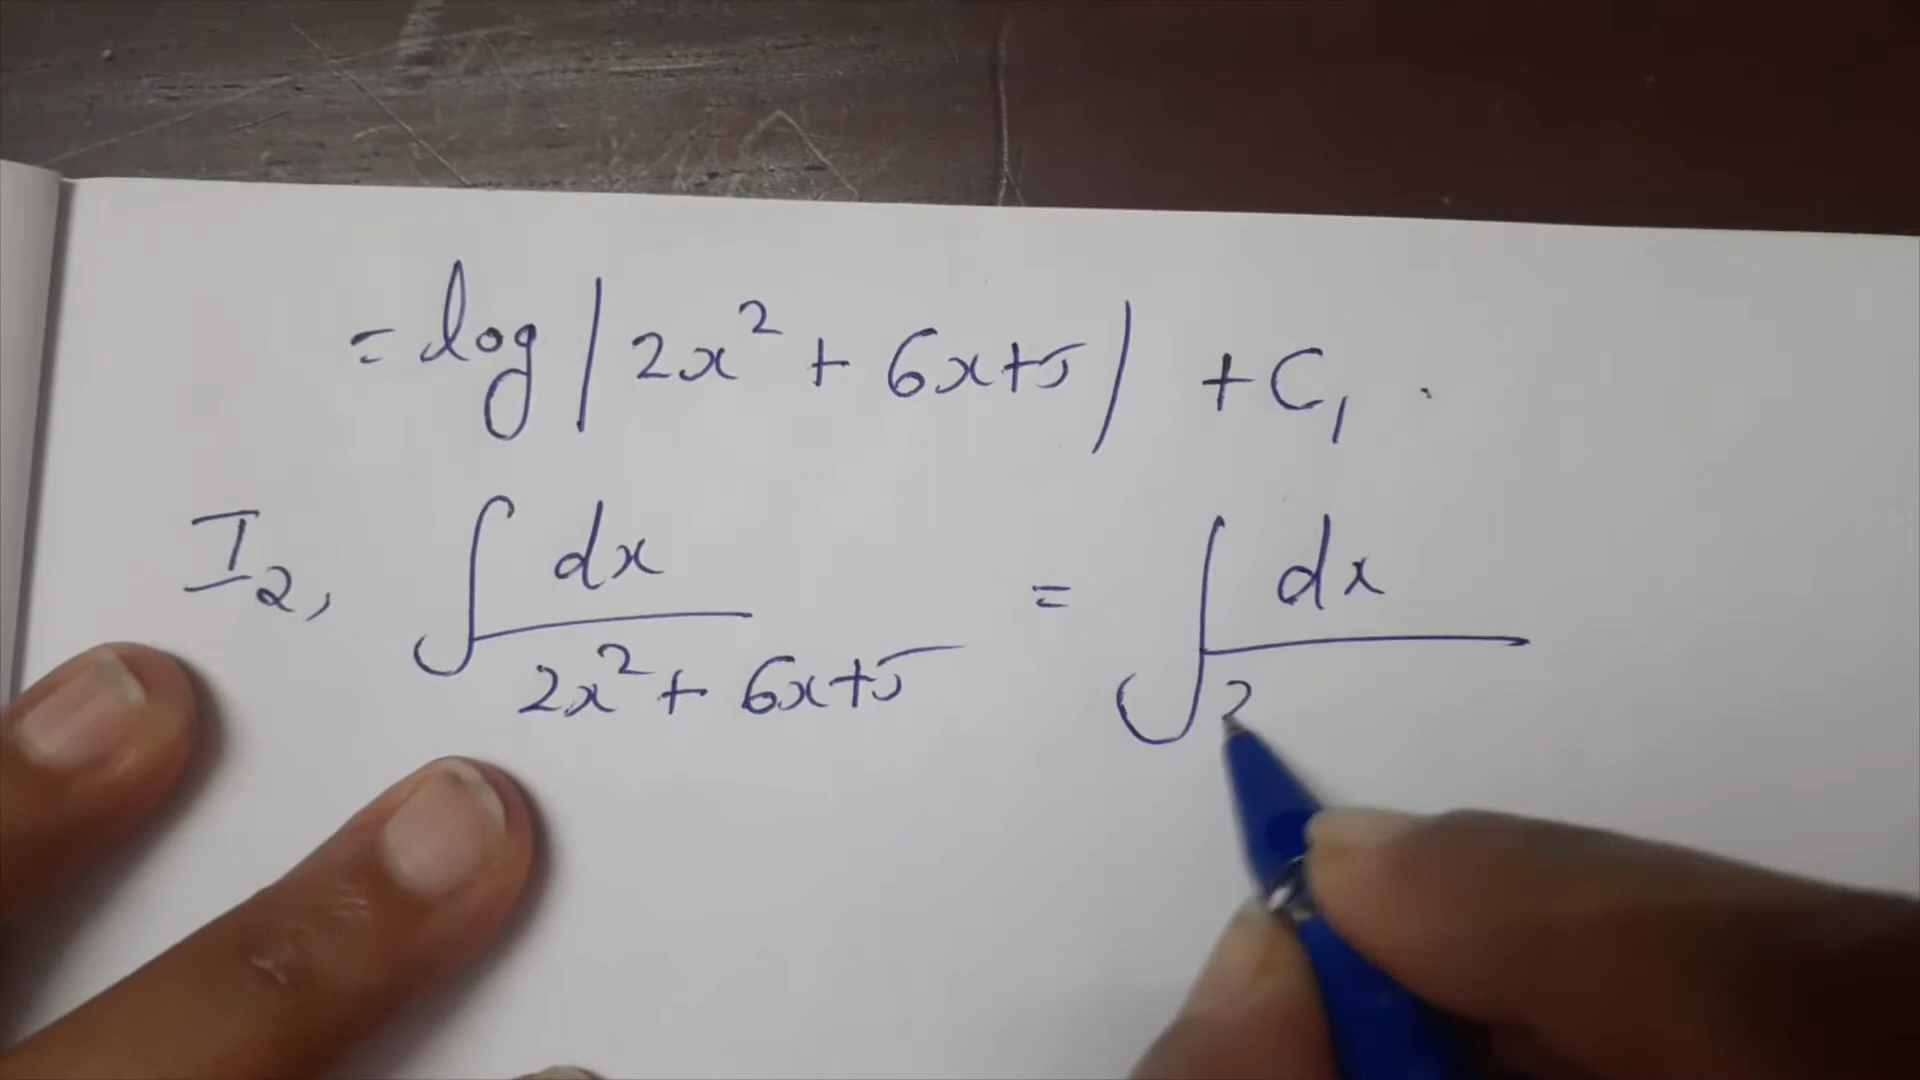 = log |2x² + 6x+5| + C₁ .
I₂, ∫ dx / 2x² + 6x+5 = ∫ dx / 2